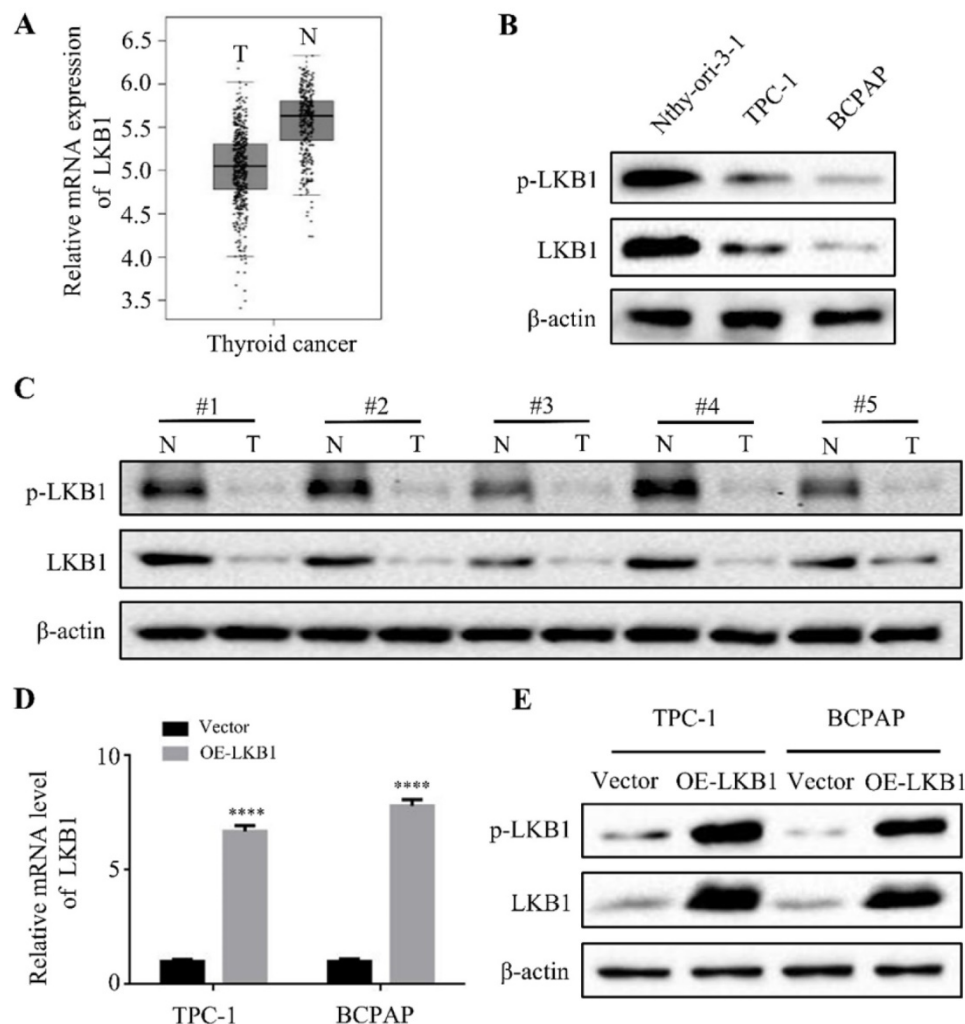 A
Relative mRNA expression
of LKB1
6.5
6.0
5.5
5.0
4.5
4.0
3.5
T
N
Thyroid cancer
B
Nthy-ori-3-1
TPC-1
BCPAP
p-LKB1
LKB1
β-actin
C
#1 #2 #3 #4 #5
N T N T N T N T N T
p-LKB1
LKB1
β-actin
D
Vector
OE-LKB1
Relative mRNA level
of LKB1
10
5
0
**** ****
TPC-1 BCPAP
E
TPC-1 BCPAP
Vector OE-LKB1 Vector OE-LKB1
p-LKB1
LKB1
β-actin